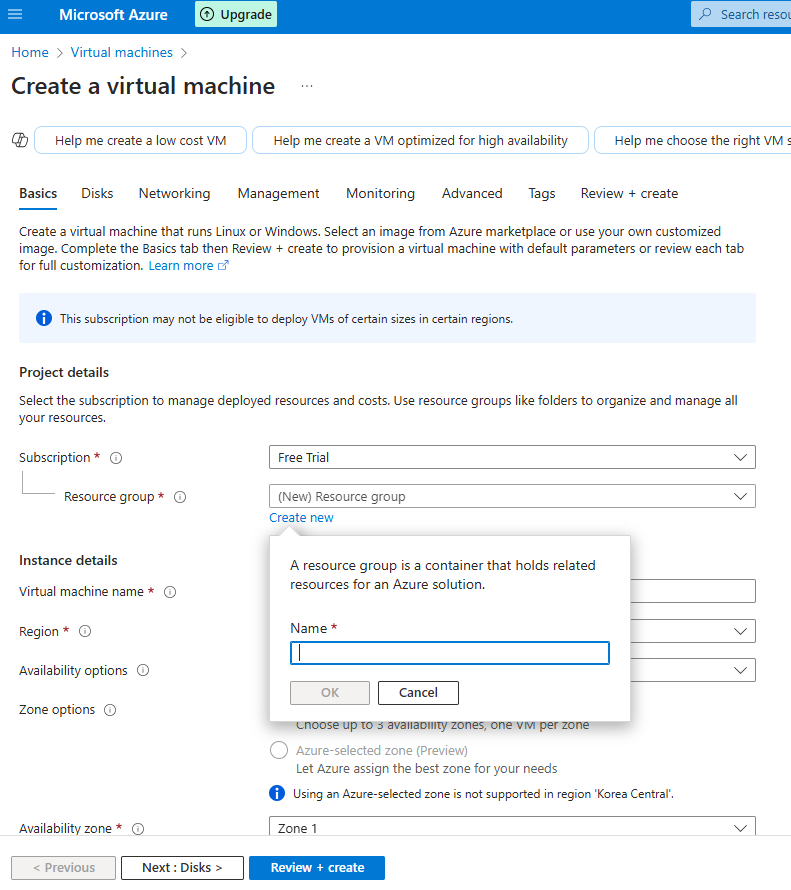 Microsoft Azure
Upgrade
Search resou
Home > Virtual machines >
Create a virtual machine ...
Help me create a low cost VM
Help me create a VM optimized for high availability
Help me choose the right VM s
Basics
Disks
Networking
Management
Monitoring
Advanced
Tags
Review + create
Create a virtual machine that runs Linux or Windows. Select an image from Azure marketplace or use your own customized
image. Complete the Basics tab then Review + create to provision a virtual machine with default parameters or review each tab
for full customization. Learn more
This subscription may not be eligible to deploy VMs of certain sizes in certain regions.
Project details
Select the subscription to manage deployed resources and costs. Use resource groups like folders to organize and manage all
your resources.
Subscription *
Free Trial
Resource group *
(New) Resource group
Create new
A resource group is a container that holds related
resources for an Azure solution.
Name *
OK
Cancel
Instance details
Virtual machine name *
Region *
Availability options
Zone options
Choose up to 3 availability zones, one VM per zone
Azure-selected zone (Preview)
Let Azure assign the best zone for your needs
Using an Azure-selected zone is not supported in region 'Korea Central'.
Availability zone *
Zone 1
< Previous
Next : Disks >
Review + create